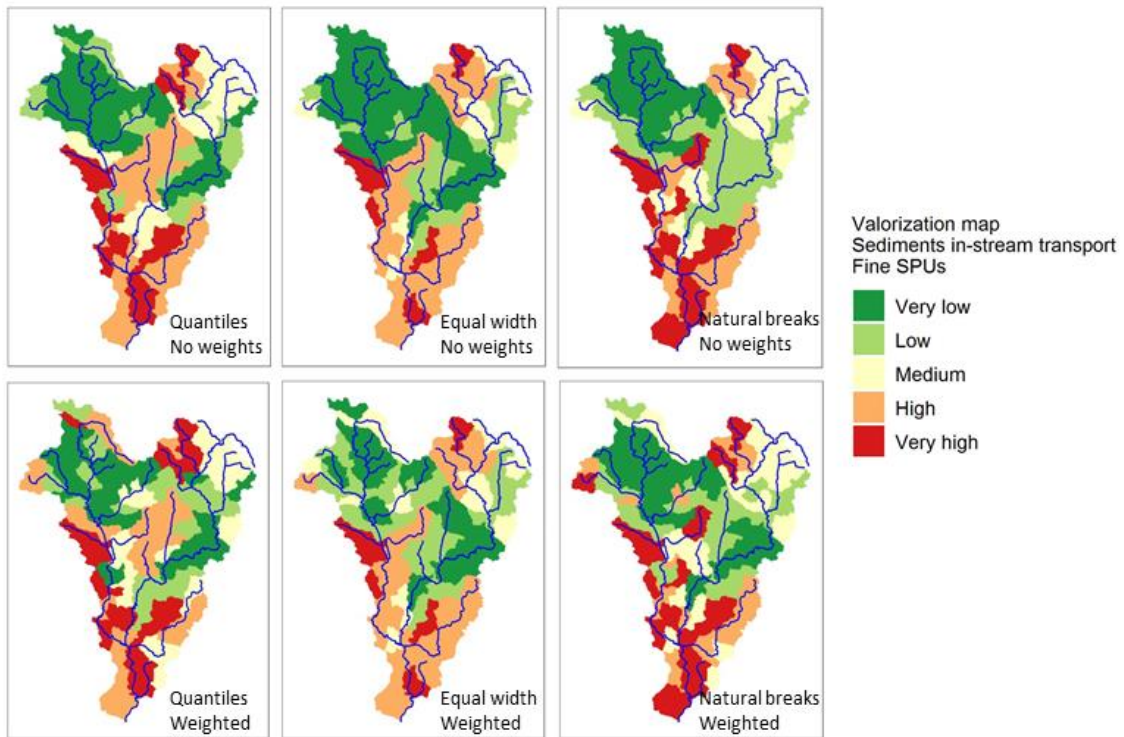 Quantiles
No weights
Equal width
No weights
Natural breaks
No weights
Valorization map
Sediments in-stream transport
Fine SPUs
Very low
Low
Medium
High
Very high
Quantiles
Weighted
Equal width
Weighted
Natural breaks
Weighted